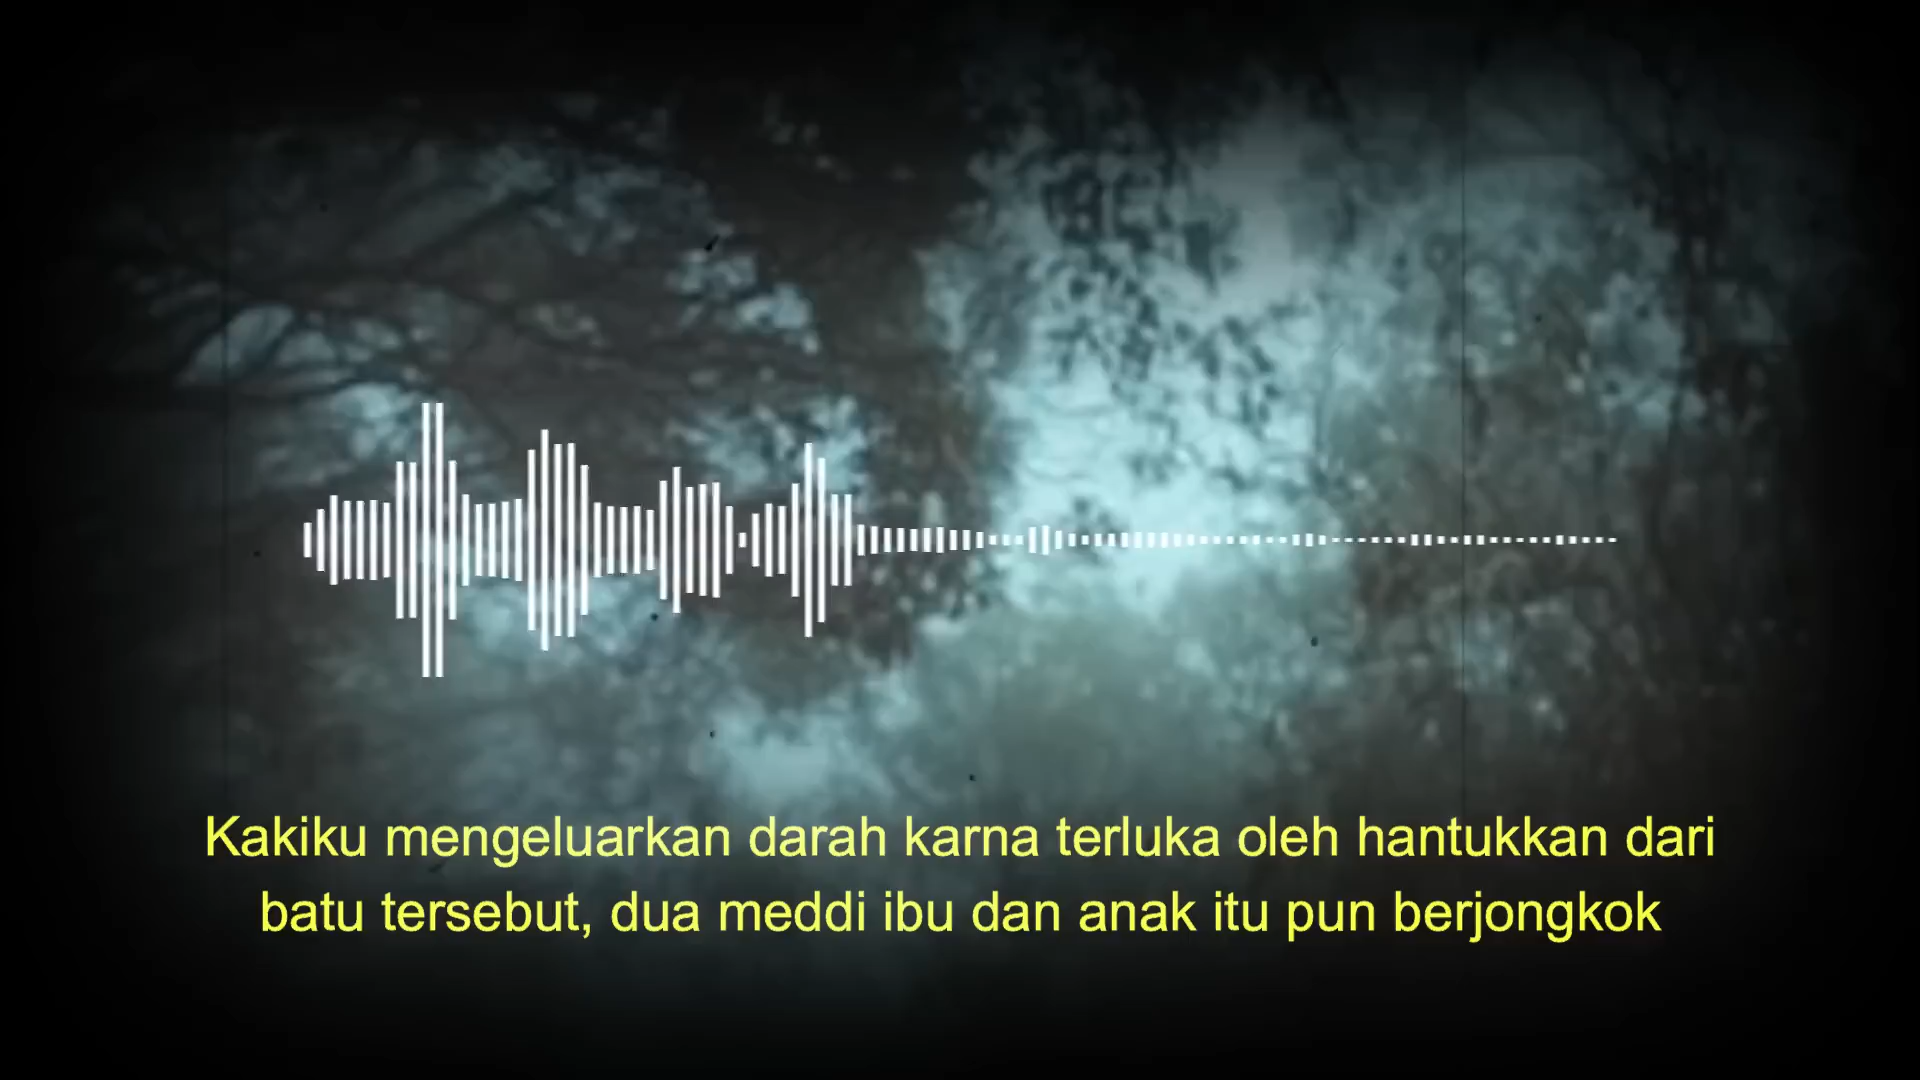 Kakiku mengeluarkan darah karna terluka oleh hantukkan dari
batu tersebut, dua meddi ibu dan anak itu pun berjongkok